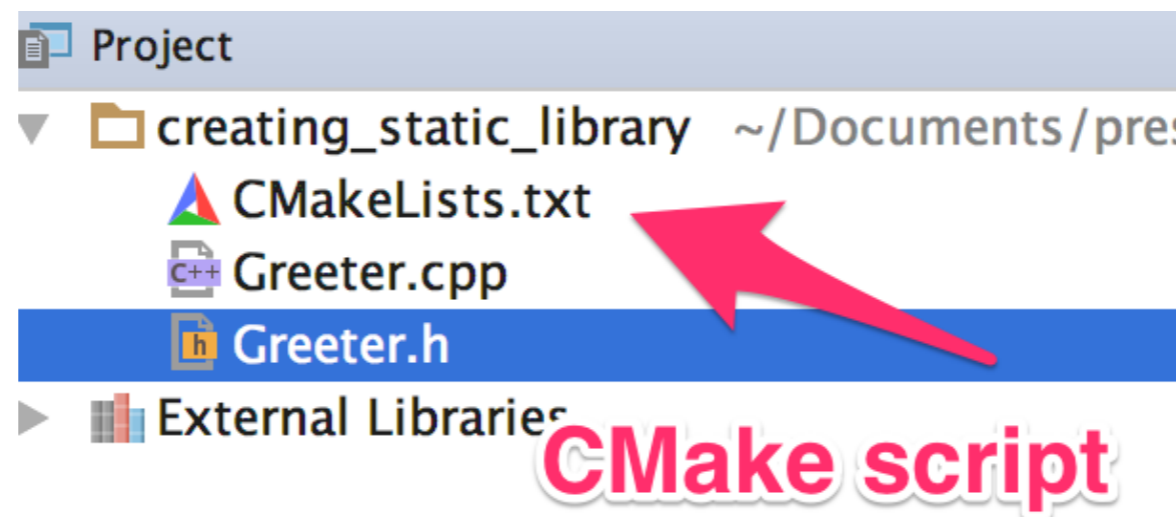 Project
creating_static_library ~/Documents/pres
CMakeLists.txt
C++ Greeter.cpp
h Greeter.h
External Libraries
CMake script